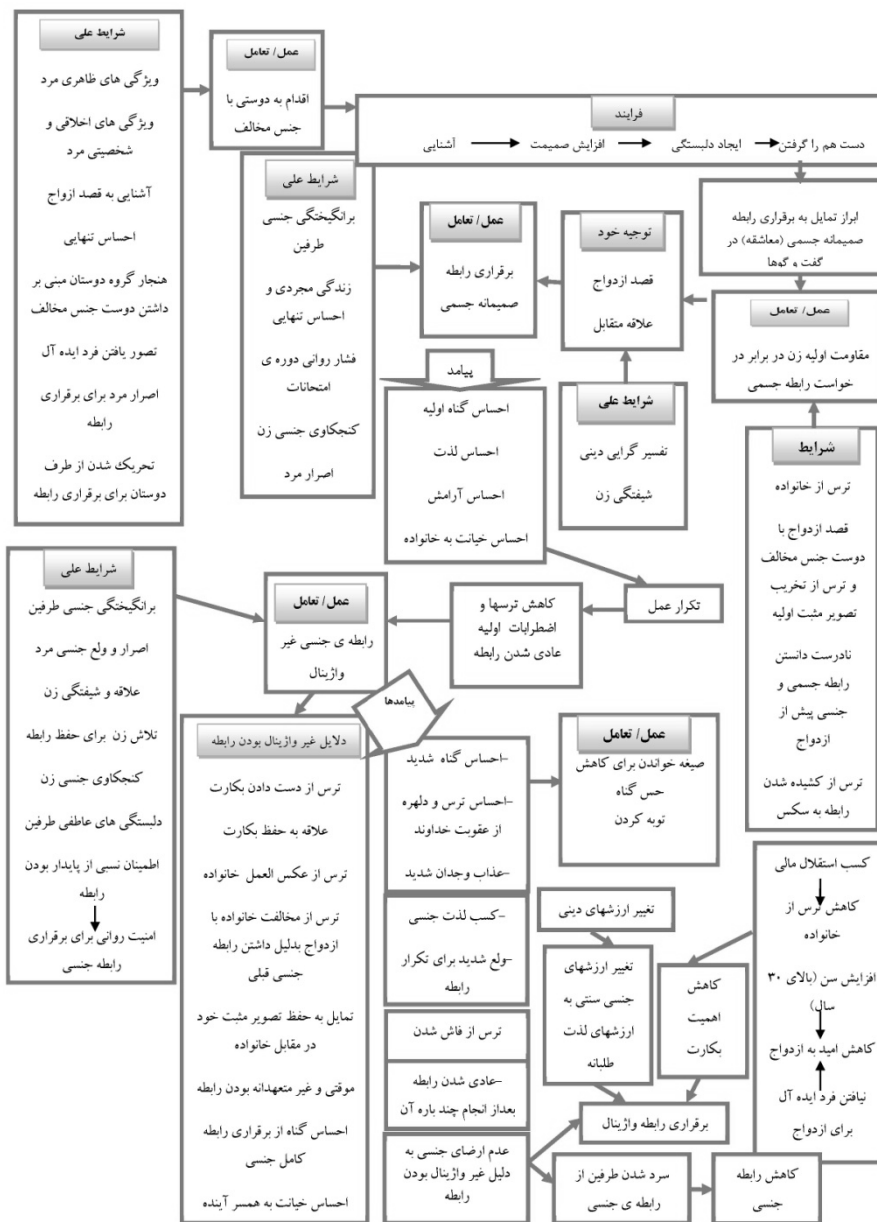 شرایط علی
ویژگی های ظاهری مرد
ویژگی های اخلاقی و
شخصیتی مرد
آشنایی به قصد ازواج
احساس تنهایی
هنجار گروه دوستان مبنی بر
داشتن دوست جنس مخالف
تصور یافتن فرد ایده آل
اصرار مرد برای برقراری
رابطه
تحریک شدن از طرف
دوستان برای برقراری رابطه
عمل/ تعامل
اقدام به دوستی با
جنس مخالف
فرایند
آشنایی
افزایش صمیمت
ایجاد دلبستگی
دست هم را گرفتن
ابراز تمایل به برقراری رابطه
صمیمانه جسمی (معاشقه) در
گفت و گوها
عمل/ تعامل
مقاومت اولیه زن در برابر در
خواست رابطه جسمی
شرایط
ترس از خانواده
قصد ازدواج با
دوست جنس مخالف
و ترس از تخریب
تصویر مثبت اولیه
نادرست دانستن
رابطه جسمی و
جنسی پیش از
ازدواج
ترس از کشیده شدن
رابطه به سکس
توجیه خود
قصد ازدواج
علاقه متقابل
شرایط علی
تفسیر گرایی دینی
شیفتگی زن
عمل/ تعامل
برقراری رابطه
صمیمانه جسمی
شرایط علی
برانگیختگی جنسی
طرفین
زندگی مجردی و
احساس تنهایی
فشار روانی دوره ی
امتحانات
کنجکاوی جنسی زن
اصرار مرد
پیامد
احساس گناه اولیه
احساس لذت
احساس آرامش
احساس خیانت به خانواده
تکرار عمل
کاهش ترسها و
اضطرابات اولیه
عادی شدن رابطه
عمل/ تعامل
رابطه ی جنسی غیر
واژینال
شرایط علی
برانگیختگی جنسی طرفین
اصرار و ولع جنسی مرد
علاقه و شیفتگی زن
تلاش زن برای حفظ رابطه
کنجکاوی جنسی زن
دلبستگی های عاطفی طرفین
اطمینان نسبی از پایدار بودن
رابطه
امنیت روانی برای برقراری
رابطه جنسی
دلایل غیر واژینال بودن رابطه
ترس از دست دادن بکارت
علاقه به حفظ بکارت
ترس از عکس العمل خانواده
ترس از مخالفت خانواده با
ازدواج بدلیل داشتن رابطه
جنسی قبلی
تمایل به حفظ تصویر مثبت خود
در مقابل خانواده
موقتی و غیر متعهدانه بودن رابطه
احساس گناه از برقراری رابطه
کامل جنسی
احساس خیانت به همسر آینده
پیامدها
–احساس گناه شدید
–احساس ترس و دلهره
از عقوبت خداوند
–عذاب وجدان شدید
–کسب لذت جنسی
–ولع شدید برای تکرار
رابطه
ترس از فاش شدن
–عادی شدن رابطه
بعداز انجام چند باره آن
عدم ارضای جنسی به
دلیل غیر واژینال بودن
رابطه
عمل/ تعامل
صیغه خواندن برای کاهش
حس گناه
توبه کردن
تغییر ارزشهای دینی
تغییر ارزشهای
جنسی سنتی به
ارزشهای لذت
طلبانه
کاهش
اهمیت
بکارت
کسب استقلال مالی
کاهش ترس از
خانواده
افزایش سن (بالای ۳۰
سال)
کاهش امید به ازدواج
نیافتن فرد ایده آل
برای ازدواج
برقراری رابطه واژینال
سرد شدن طرفین از
رابطه ی جنسی
کاهش رابطه
جنسی